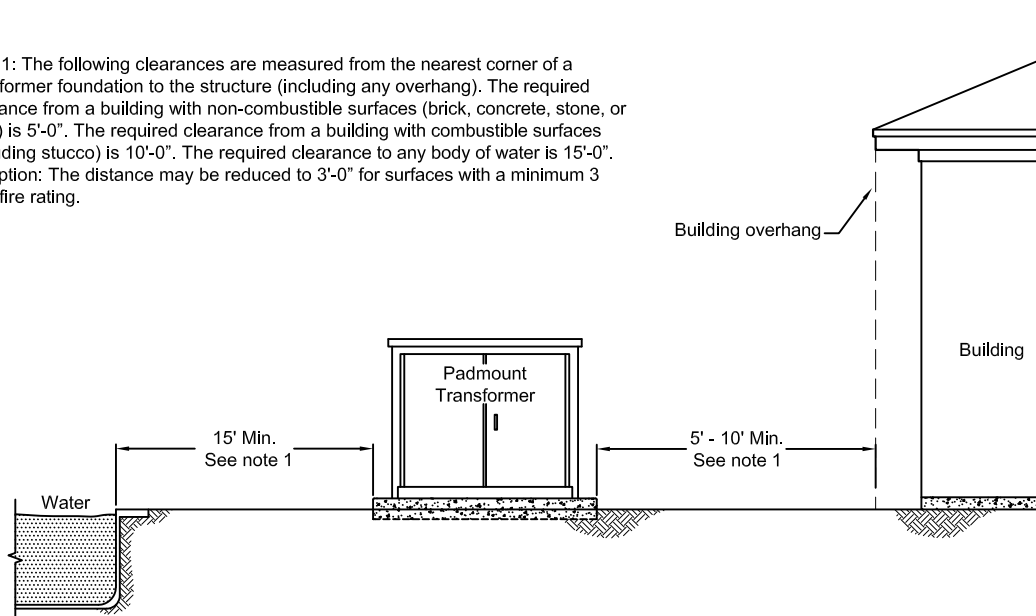 1: The following clearances are measured from the nearest corner of a
former foundation to the structure (including any overhang). The required
ance from a building with non-combustible surfaces (brick, concrete, stone, or
) is 5'-0”. The required clearance from a building with combustible surfaces
ding stucco) is 10'-0”. The required clearance to any body of water is 15'-0”.
ption: The distance may be reduced to 3'-0” for surfaces with a minimum 3
fire rating.
Building overhang
Building
Padmount
Transformer
15' Min.
See note 1
5' - 10' Min.
See note 1
Water